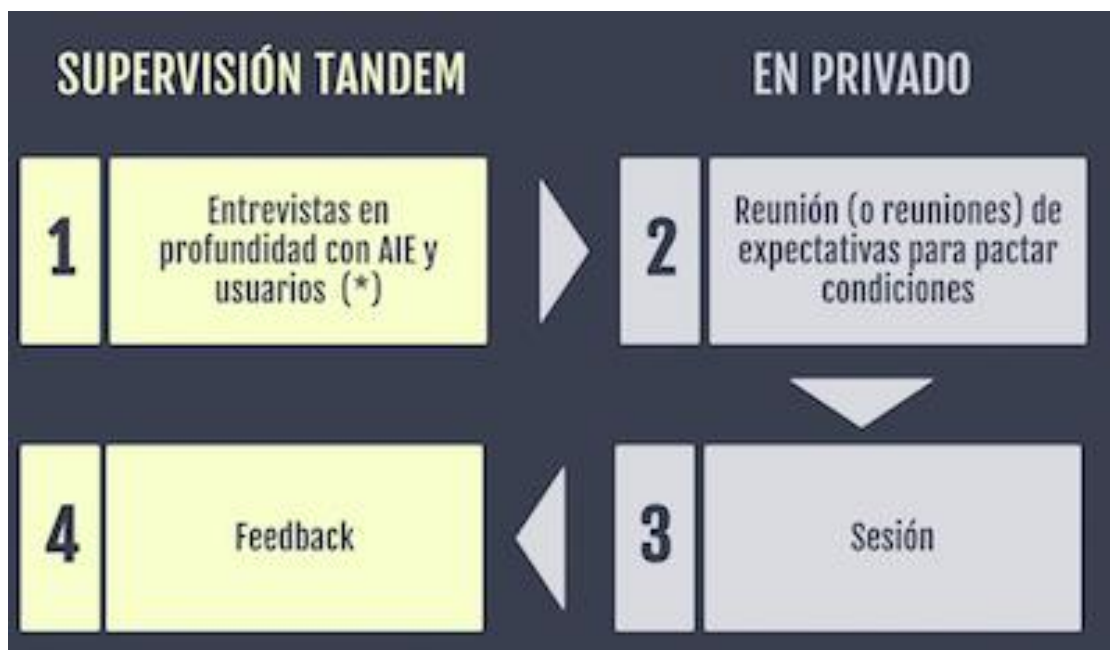 SUPERVISIÓN TANDEM
EN PRIVADO
1
Entrevistas en
profundidad con AIE y
usuarios (*)
2
Reunión (o reuniones) de
expectativas para pactar
condiciones
3
Sesión
4
Feedback